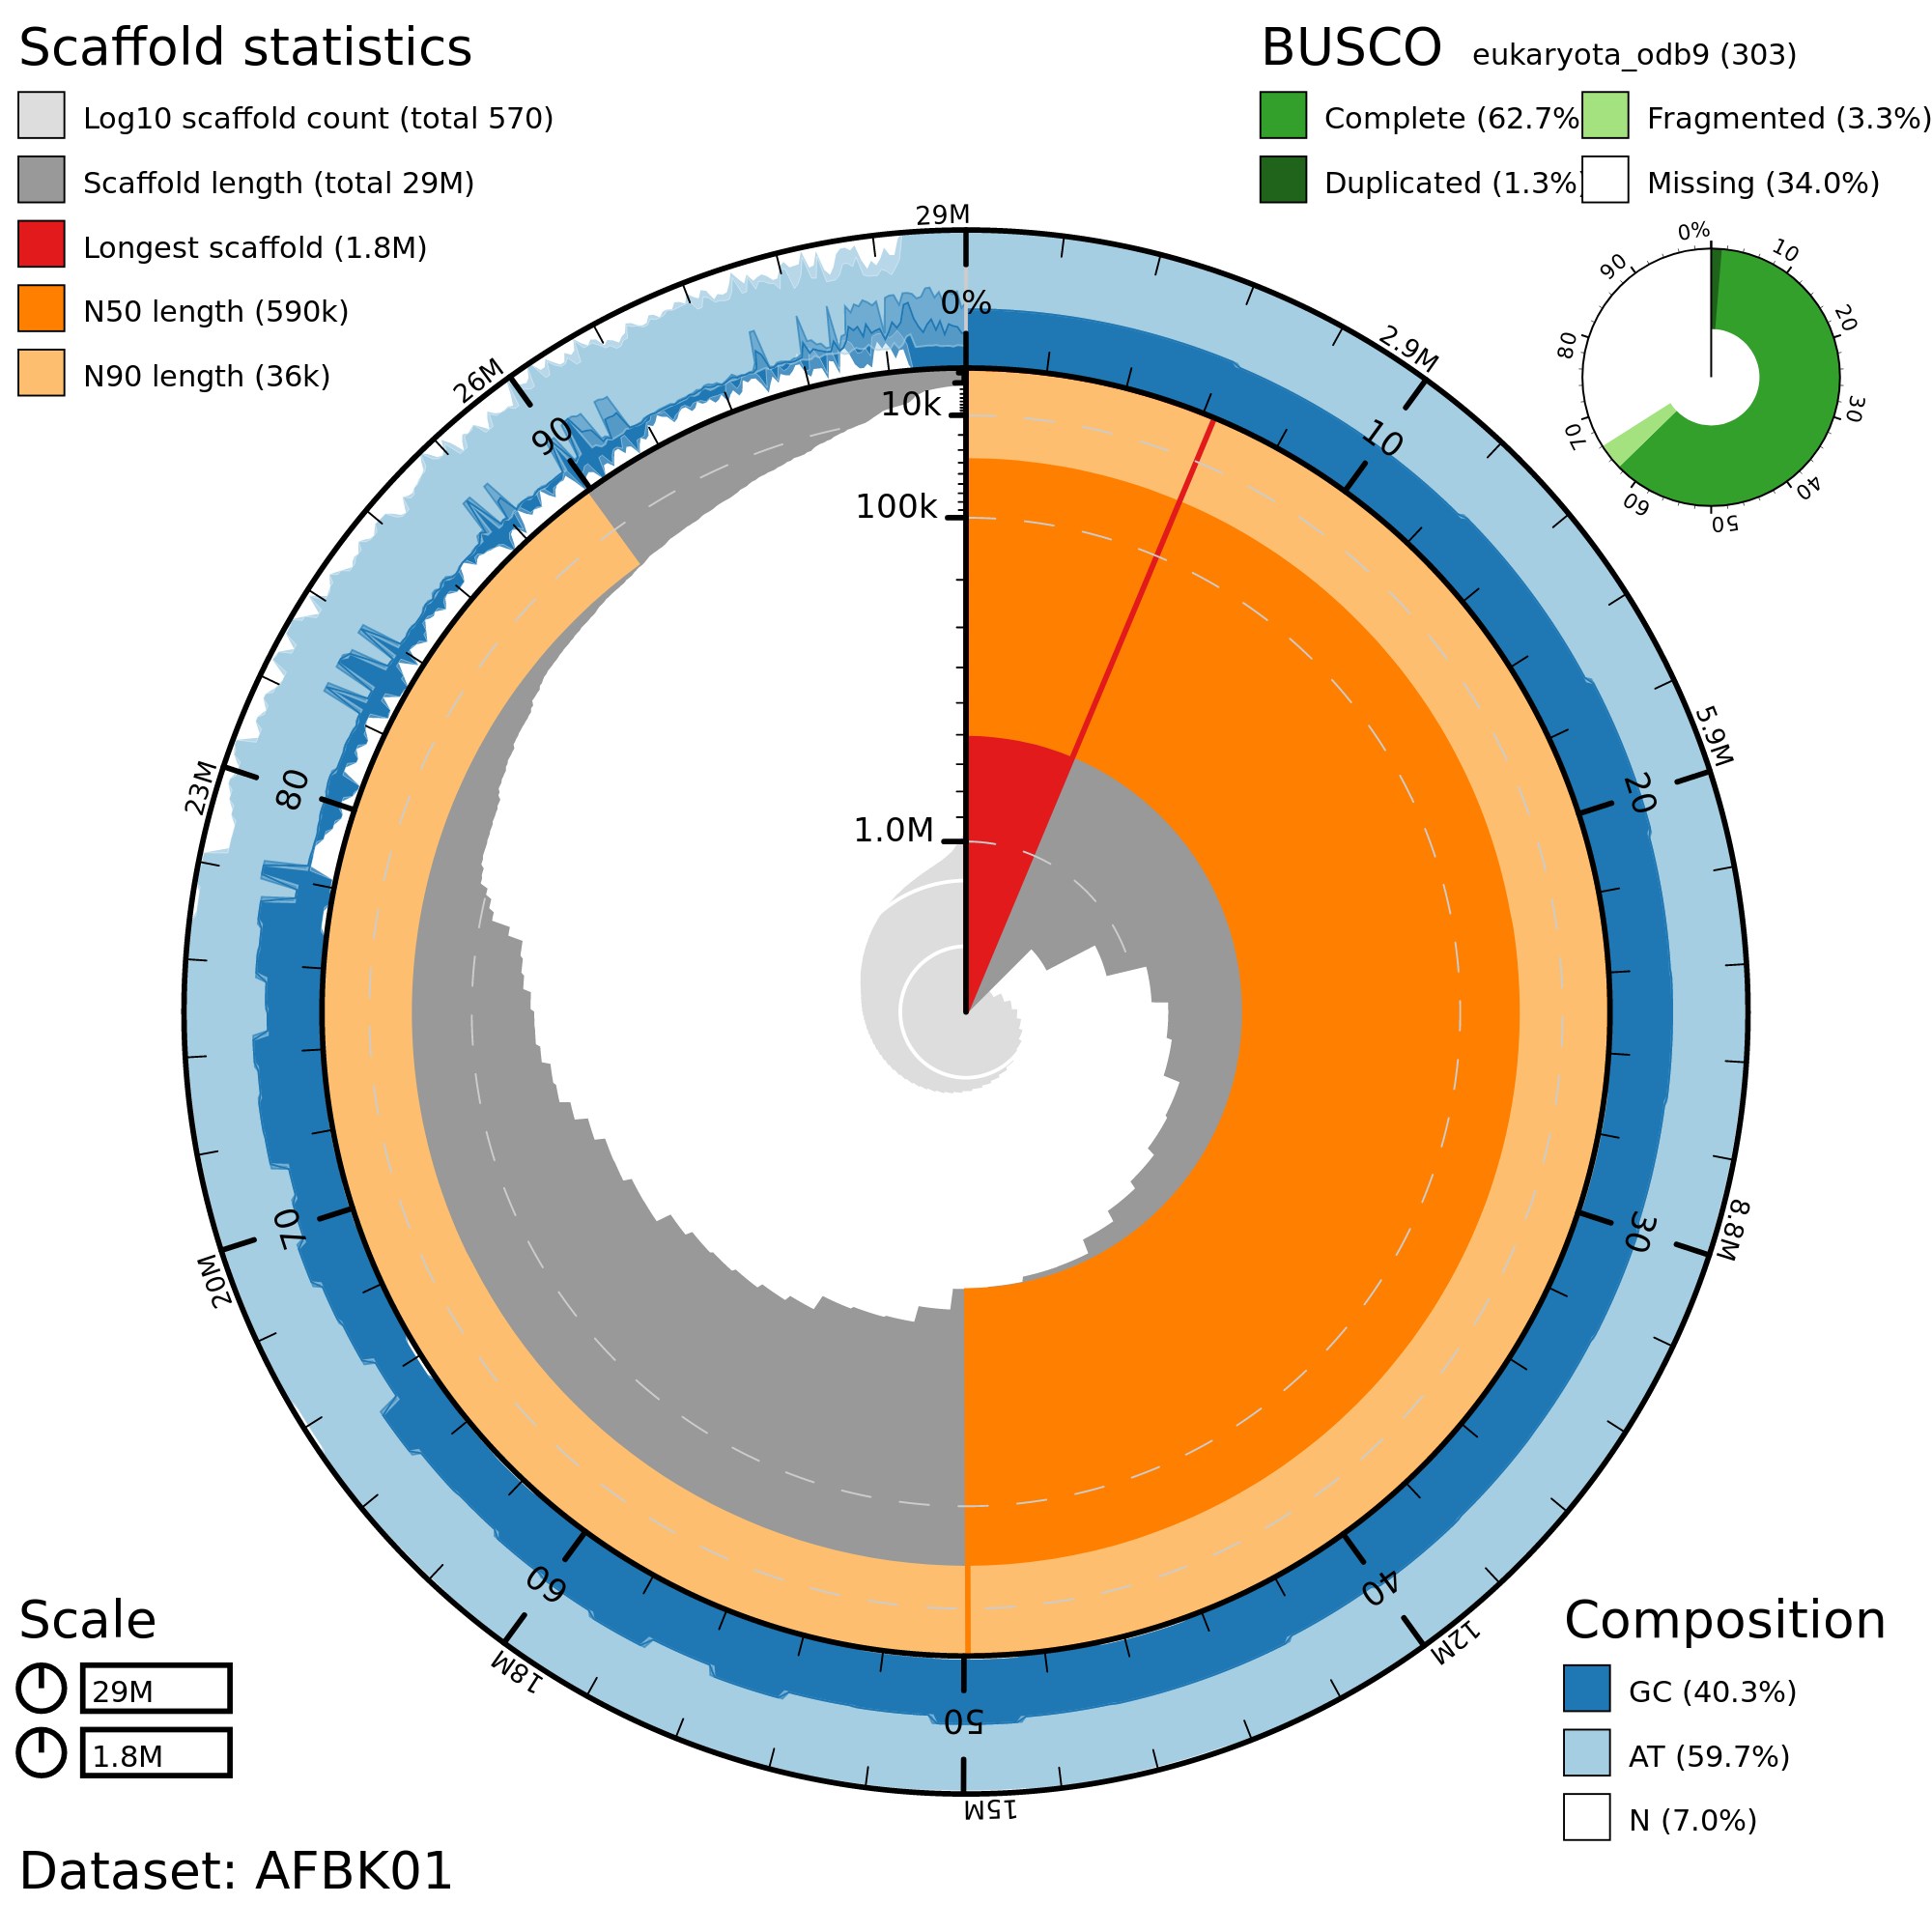 Scaffold statistics
Log10 scaffold count (total 570)
Scaffold length (total 29M)
Longest scaffold (1.8M)
N50 length (590k)
N90 length (36k)
BUSCO eukaryota_odb9 (303)
Complete (62.7%
Fragmented (3.3%)
Duplicated (1.3%)
Missing (34.0%)
0%
10
20
30
40
50
60
70
80
90
29M
2.9M
5.9M
8.8M
12M
15M
18M
20M
23M
26M
0%
10
20
30
40
50
60
70
80
90
10k
100k
1.0M
Scale
29M
1.8M
Composition
GC (40.3%)
AT (59.7%)
N (7.0%)
Dataset: AFBK01